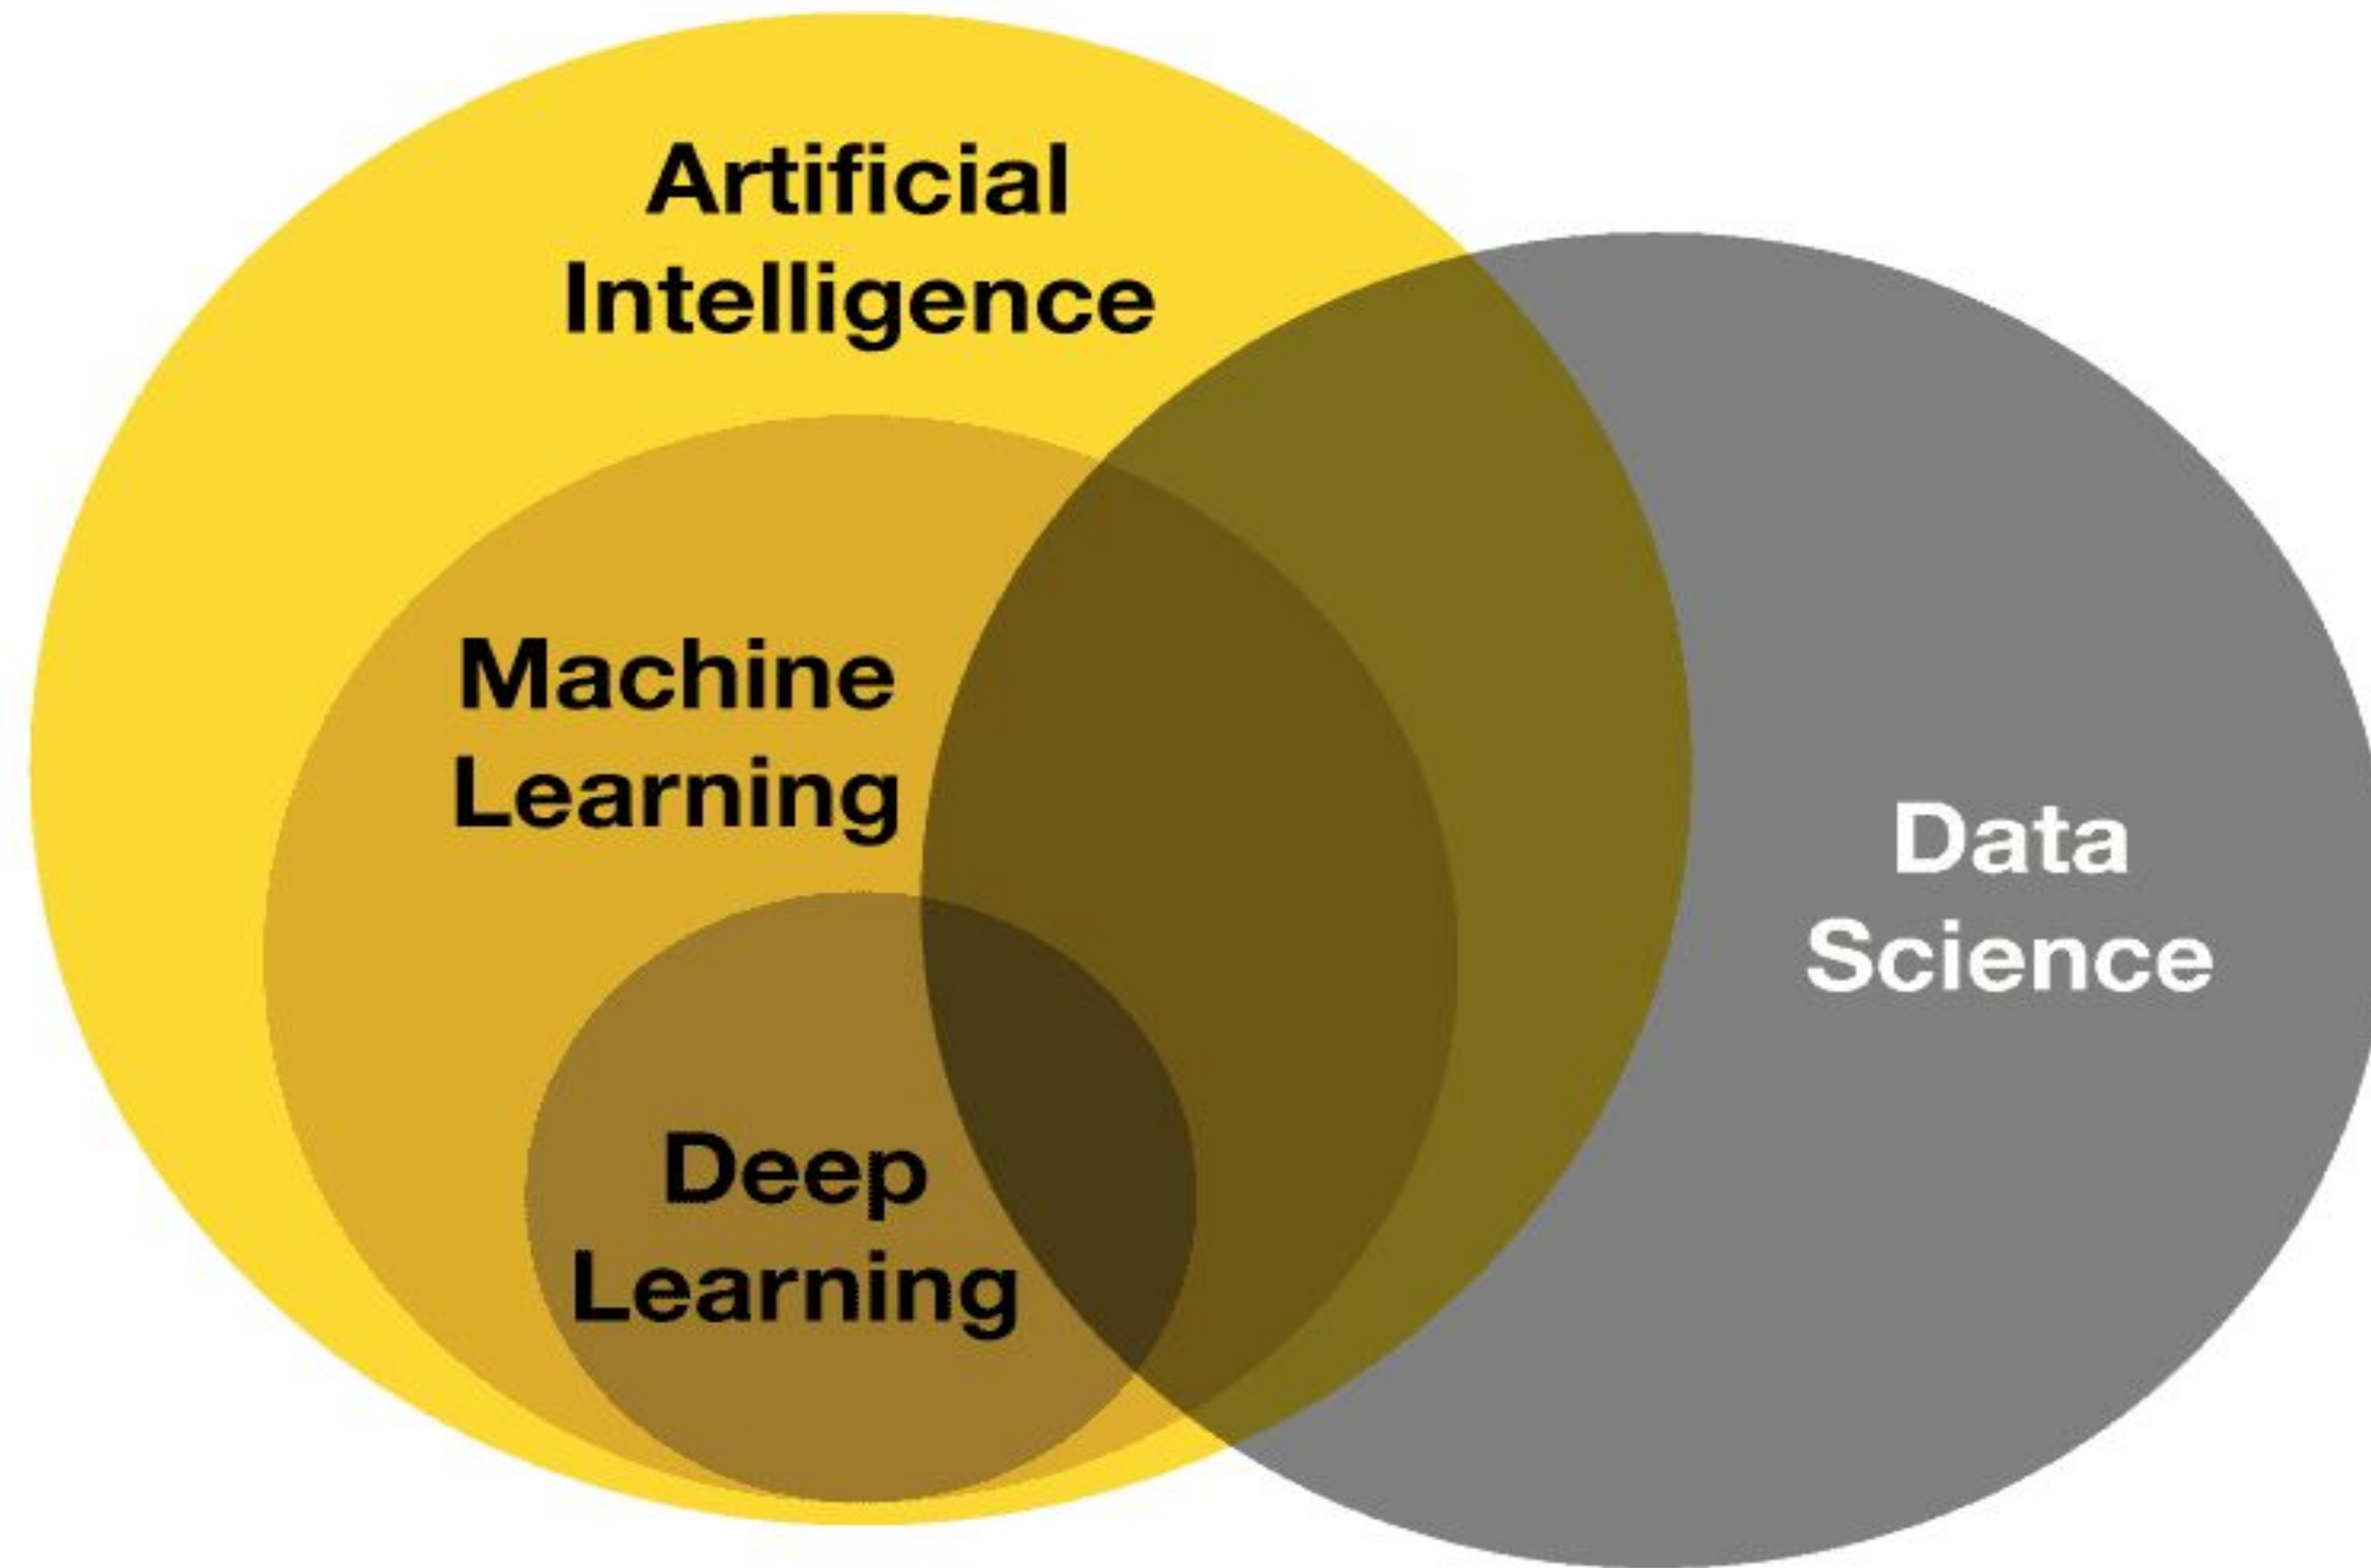 Artificial
Intelligence
Machine
Learning
Data
Science
Deep
Learning